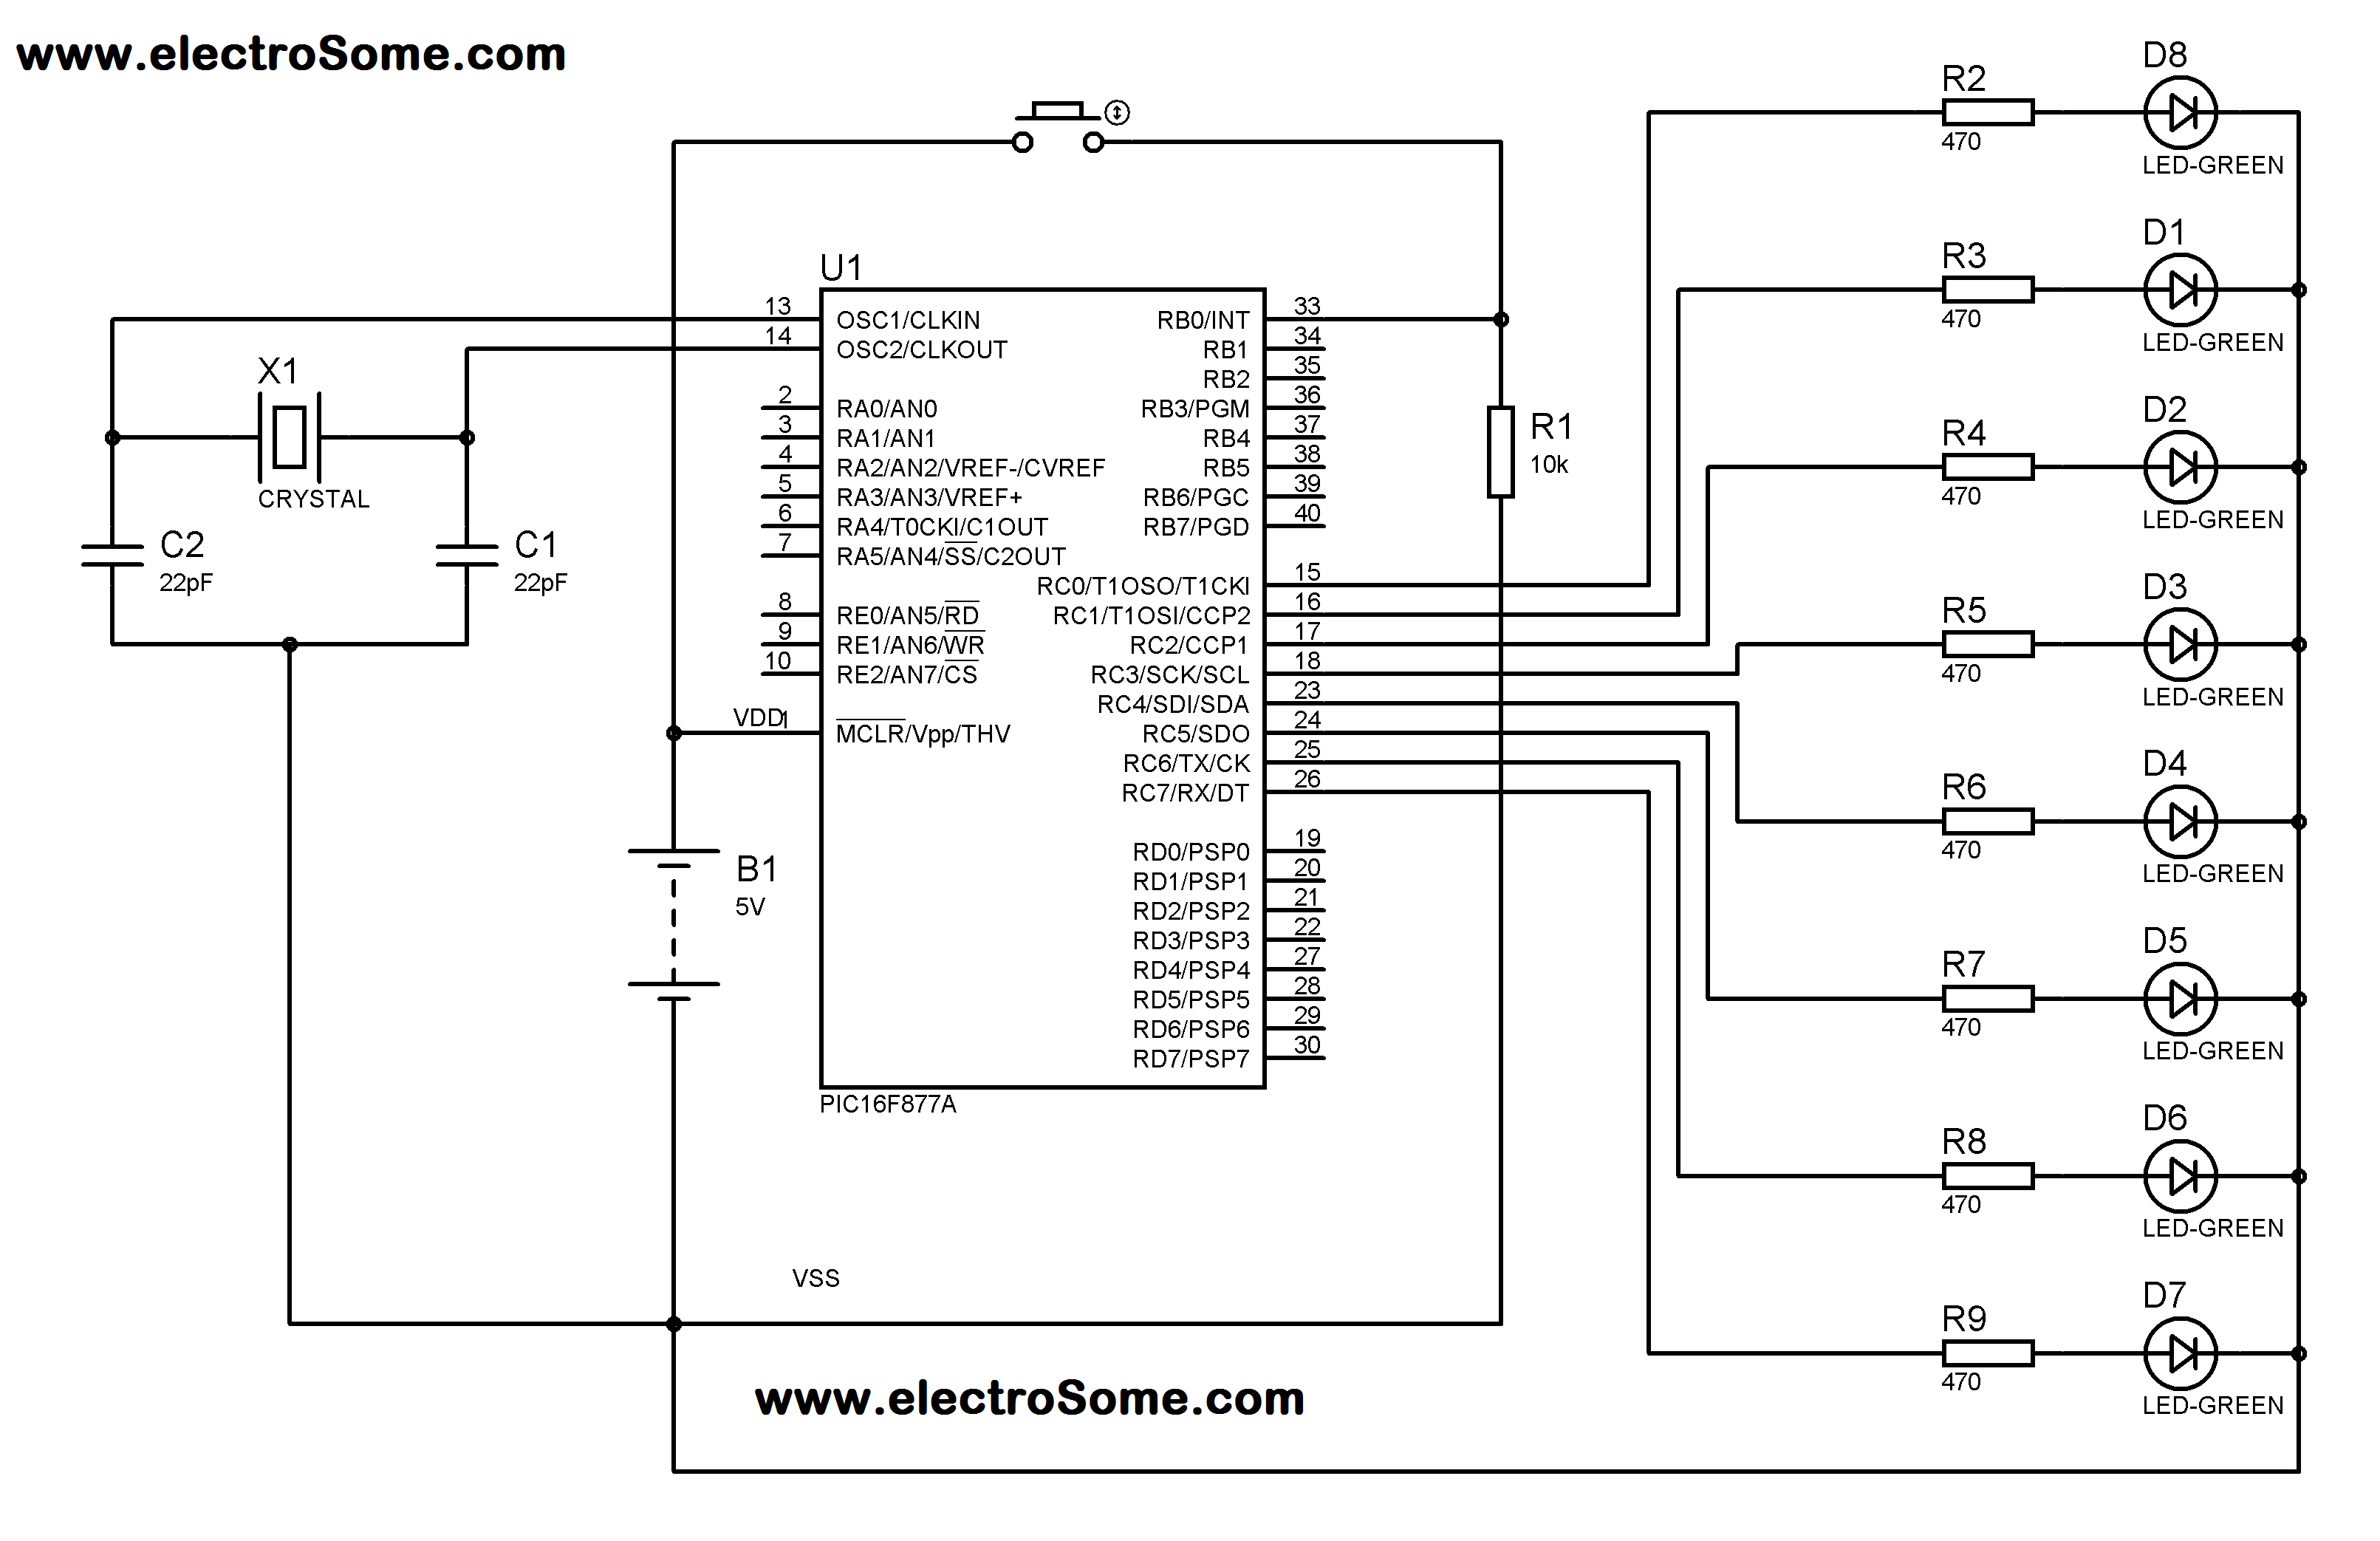 www.electroSome.com
U1
13 OSC1/CLKIN
14 OSC2/CLKOUT
2 RA0/AN0
3 RA1/AN1
4 RA2/AN2/VREF-/CVREF
5 RA3/AN3/VREF+
6 RA4/T0CKI/C1OUT
7 RA5/AN4/SS/C2OUT
8 RE0/AN5/RD
9 RE1/AN6/WR
10 RE2/AN7/CS
VDD 1 MCLR/Vpp/THV
RB0/INT 33
RB1 34
RB2 35
RB3/PGM 36
RB4 37
RB5 38
RB6/PGC 39
RB7/PGD 40
RC0/T1OSO/T1CKI 15
RC1/T1OSI/CCP2 16
RC2/CCP1 17
RC3/SCK/SCL 18
RC4/SDI/SDA 23
RC5/SDO 24
RC6/TX/CK 25
RC7/RX/DT 26
RD0/PSP0 19
RD1/PSP1 20
RD2/PSP2 21
RD3/PSP3 22
RD4/PSP4 27
RD5/PSP5 28
RD6/PSP6 29
RD7/PSP7 30
PIC16F877A
X1
CRYSTAL
C2
22pF
C1
22pF
B1
5V
VSS
R1
10k
R2
470
D8
LED-GREEN
R3
470
D1
LED-GREEN
R4
470
D2
LED-GREEN
R5
470
D3
LED-GREEN
R6
470
D4
LED-GREEN
R7
470
D5
LED-GREEN
R8
470
D6
LED-GREEN
R9
470
D7
LED-GREEN
www.electroSome.com